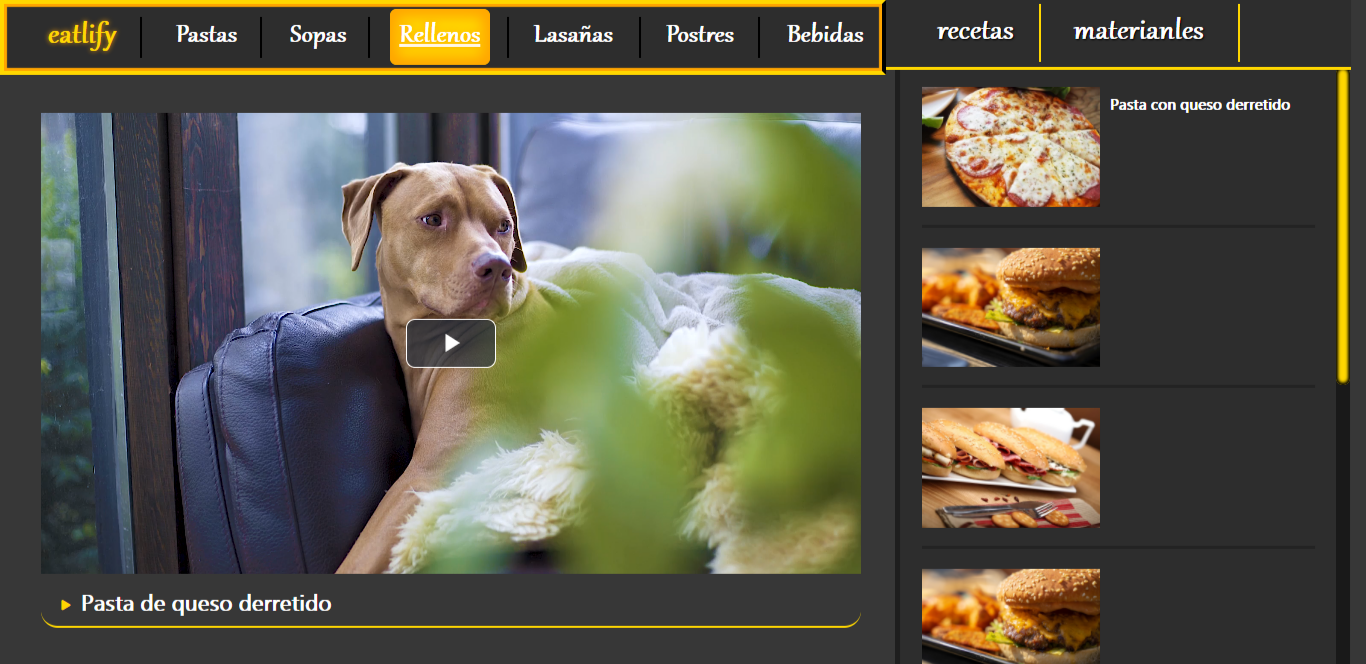 eatlify
Pastas
Sopas
Rellenos
Lasañas
Postres
Bebidas
recetas
materianles
Pasta con queso derretido
Pasta de queso derretido